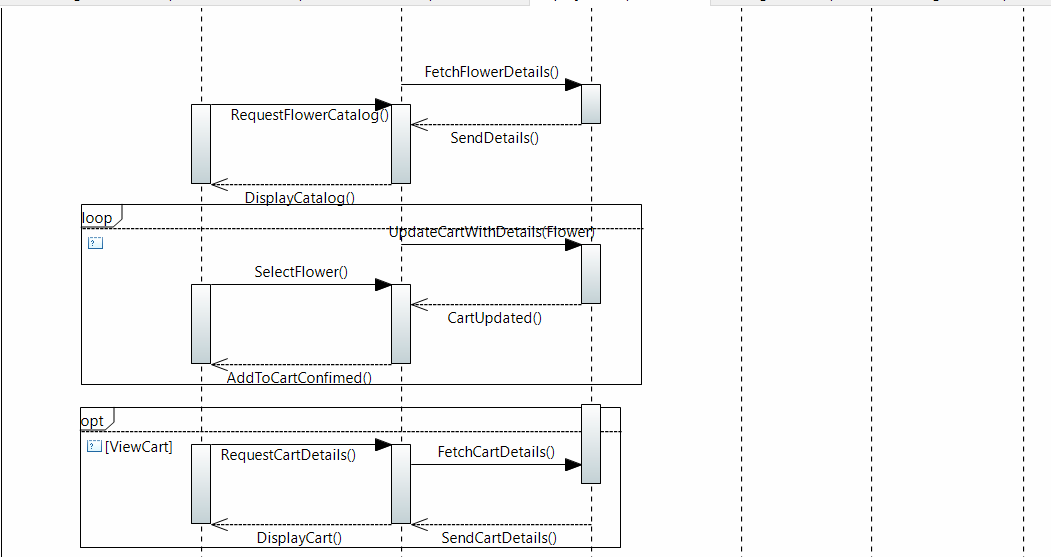 FetchFlowerDetails()
RequestFlowerCatalog()
SendDetails()
DisplayCatalog()
loop
UpdateCartWithDetails(Flower)
?
SelectFlower()
CartUpdated()
AddToCartConfimed()
opt
? [ViewCart]
RequestCartDetails()
FetchCartDetails()
DisplayCart()
SendCartDetails()